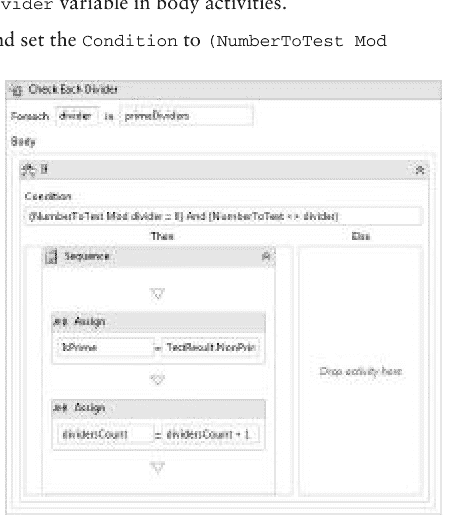 vider variable in body activities.
nd set the Condition to (NumberToTest Mod
Check Each Divider
Foreach divider in primeDividers
Body
If
Condition
(NumberToTest Mod divider = 0) And (NumberToTest <> divider)
Then Else
Sequence
Assign
IsPrime = TestResult.NonPrim
Drop activity here
Assign
dividersCount = dividersCount + 1